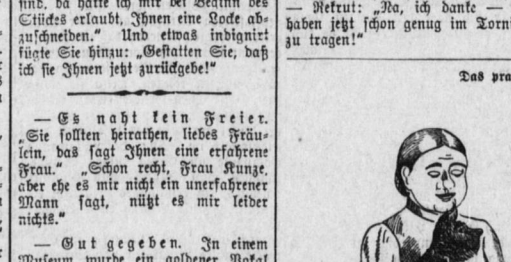 sind, da hätte ich mir bei Beginn des
Stückes erlaubt, Ihnen eine Locke ab-
zuschneiden.“ Und etwas indignirt
fügte Sie hinzu: „Gestatten Sie, daß
ich sie Ihnen jetzt zurückgebe!“
— Es naht kein Freier.
„Sie sollten heirathen, liebes Fräu-
lein, das sagt Ihnen eine erfahrene
Frau.“ „Schon recht, Frau Kunze,
aber ehe es mir nicht ein unerfahrener
Mann sagt, nützt es mir leider
nichts.“
— Gut gegeben. In einem
Museum wurde ein goldener Pokal
— Rekrut: „Na, ich danke —
haben jetzt schon genug im Torni
zu tragen!“
Das pra